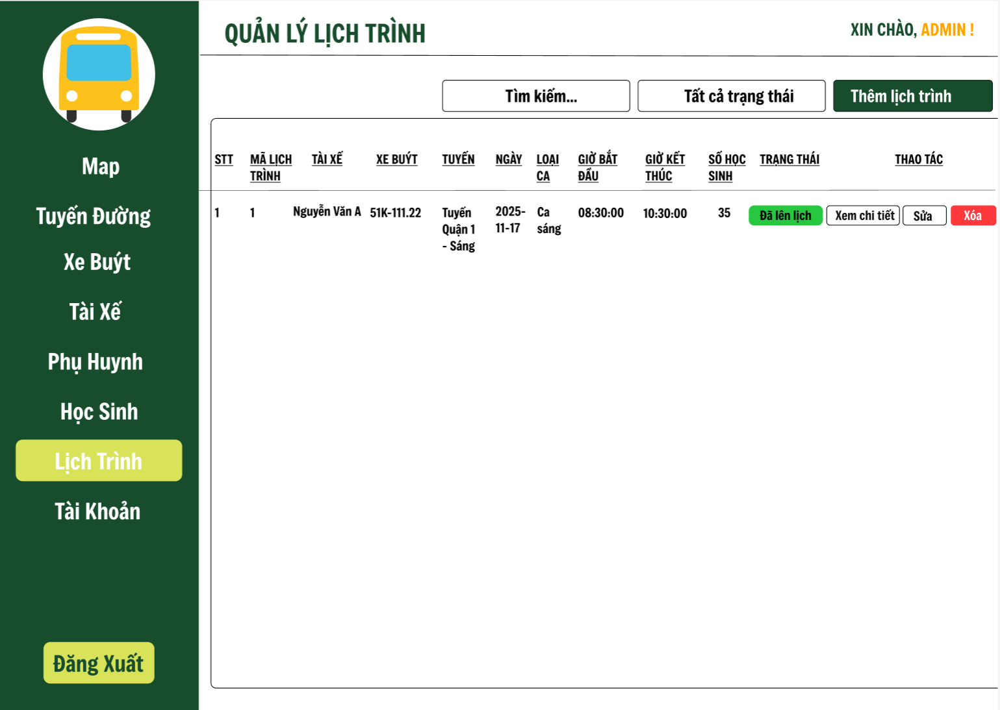 QUẢN LÝ LỊCH TRÌNH
XIN CHÀO, ADMIN !
Tìm kiếm...
Tất cả trạng thái
Thêm lịch trình
Map
Tuyến Đường
Xe Buýt
Tài Xế
Phụ Huynh
Học Sinh
Lịch Trình
Tài Khoản
Đăng Xuất
STT
MÃ LỊCH
TRÌNH
TÀI XẾ
XE BUÝT
TUYẾN
NGÀY
LOẠI
CA
GIỜ BẮT
ĐẦU
GIỜ KẾT
THÚC
SỐ HỌC
SINH
TRẠNG THÁI
THAO TÁC
1
1
Nguyễn Văn A
51K-111.22
Tuyến
Quận 1
- Sáng
2025-
11-17
Ca
sáng
08:30:00
10:30:00
35
Đã lên lịch
Xem chi tiết
Sửa
Xóa